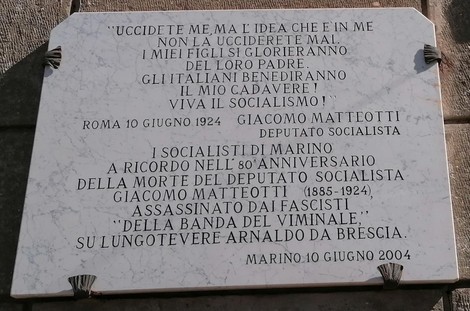 "UCCIDETE ME, MA L'IDEA CHE È IN ME
NON LA UCCIDERETE MAI.
I MIEI FIGLI SI GLORIERANNO
DEL LORO PADRE.
GLI ITALIANI BENEDIRANNO
IL MIO CADAVERE!
VIVA IL SOCIALISMO!"
ROMA 10 GIUGNO 1924 GIACOMO MATTEOTTI
DEPUTATO SOCIALISTA
I SOCIALISTI DI MARINO
A RICORDO NELL'80° ANNIVERSARIO
DELLA MORTE DEL DEPUTATO SOCIALISTA
GIACOMO MATTEOTTI (1885-1924),
ASSASSINATO DAI FASCISTI
"DELLA BANDA DEL VIMINALE,"
SU LUNGOTEVERE ARNALDO DA BRESCIA.
MARINO 10 GIUGNO 2004